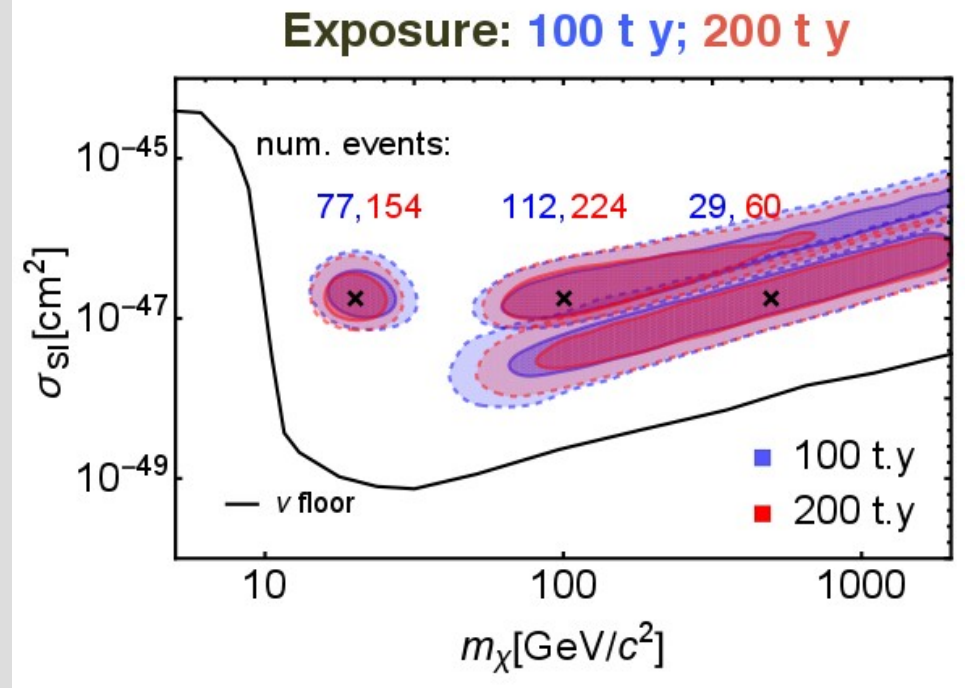 Exposure: 100 t y; 200 t y
num. events:
77, 154
112, 224
29, 60
10⁻⁴⁵
10⁻⁴⁷
10⁻⁴⁹
σSI[cm²]
100 t.y
200 t.y
ν floor
10
100
1000
mχ[GeV/c²]